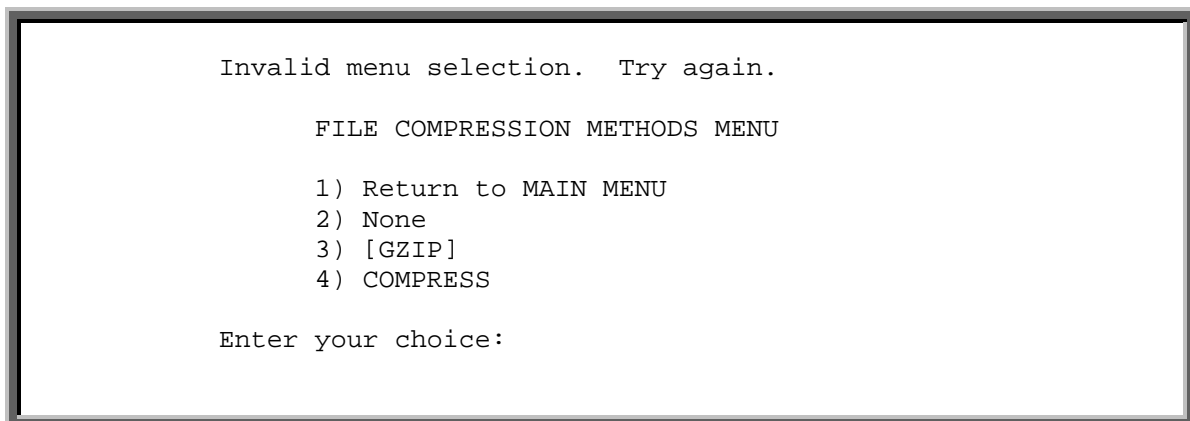 Invalid menu selection.  Try again.
FILE COMPRESSION METHODS MENU
1) Return to MAIN MENU
2) None
3) [GZIP]
4) COMPRESS
Enter your choice: